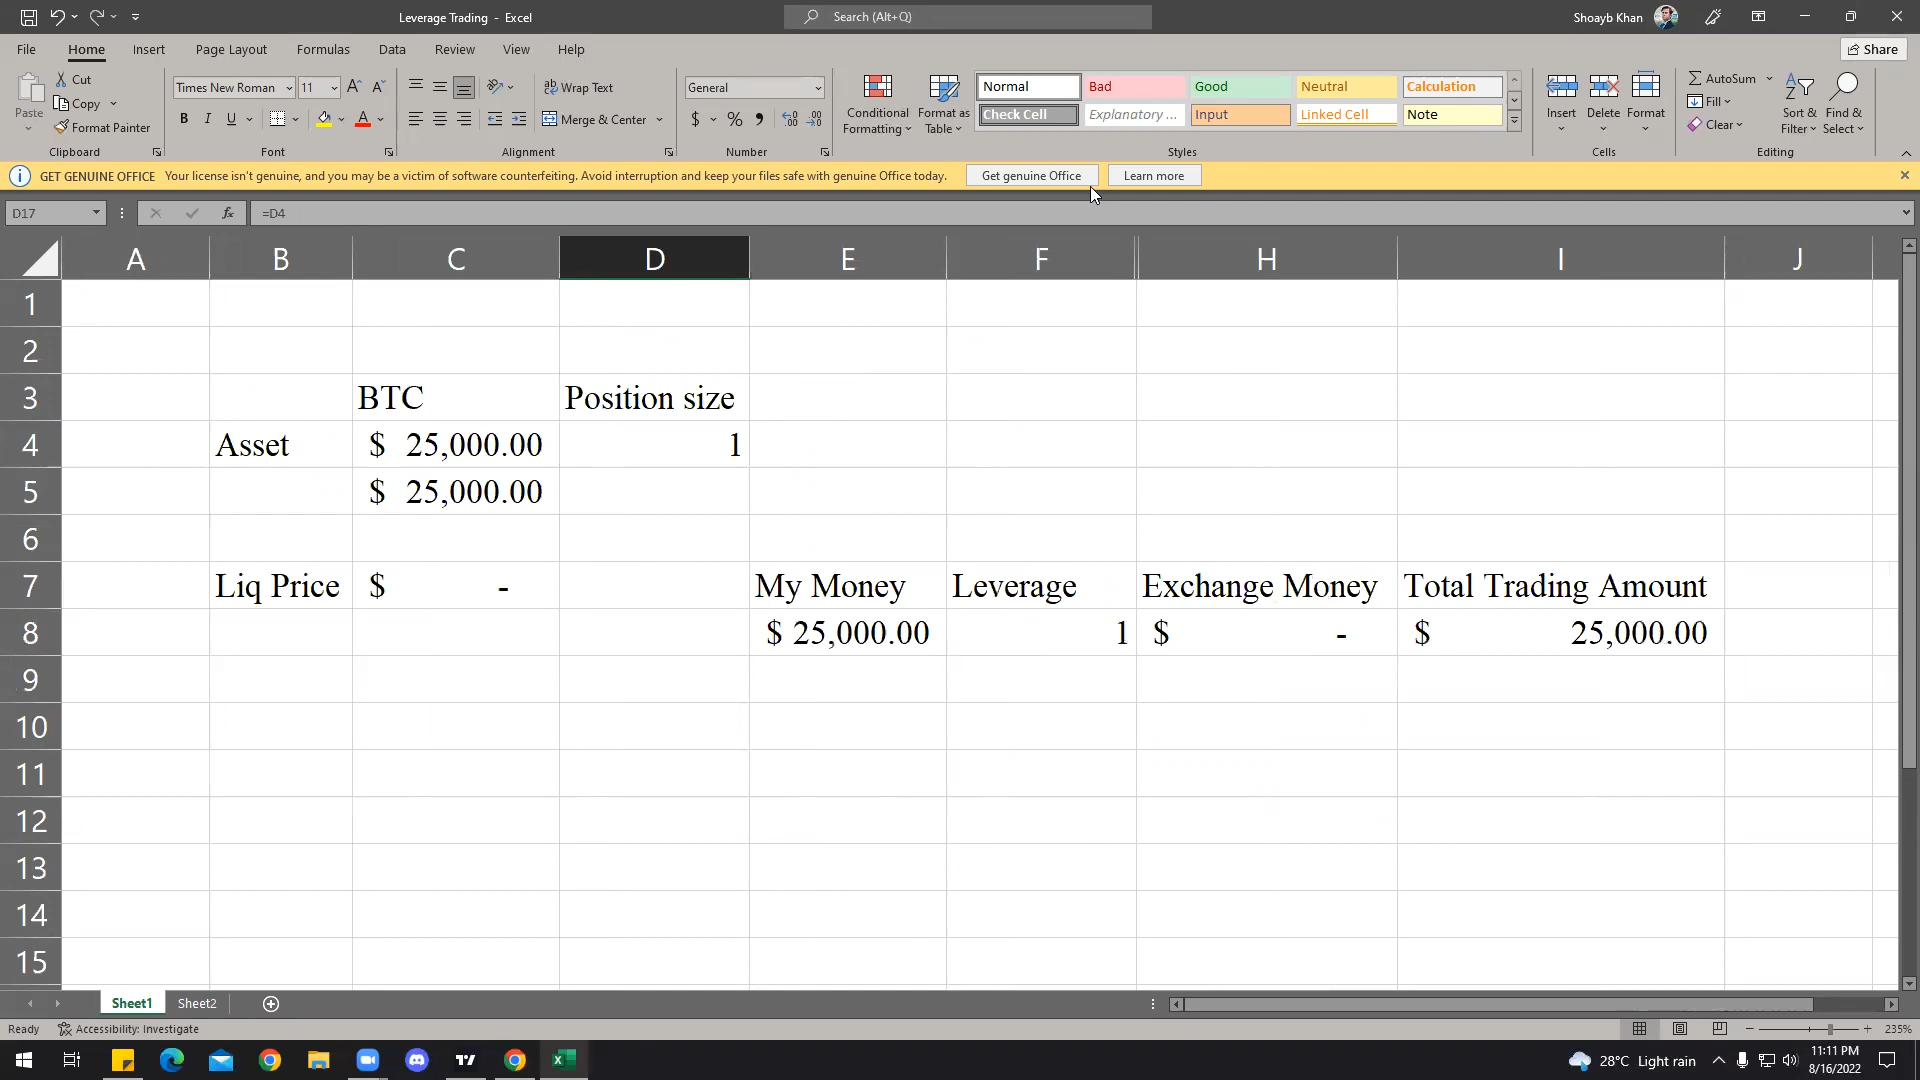 Leverage Trading - Excel
Search (Alt+Q)
Shoayb Khan
File Home Insert Page Layout Formulas Data Review View Help
Share
Paste
Cut
Copy
Format Painter
Clipboard
Times New Roman 11
B I U
Font
Wrap Text
Merge & Center
Alignment
General
$ % 9
Number
Conditional Formatting
Format as Table
Normal Bad Good Neutral Calculation
Check Cell Explanatory ... Input Linked Cell Note
Styles
Insert Delete Format
Cells
AutoSum
Fill
Clear
Sort & Filter
Find & Select
Editing
GET GENUINE OFFICE Your license isn't genuine, and you may be a victim of software counterfeiting. Avoid interruption and keep your files safe with genuine Office today. Get genuine Office Learn more
D17 fx =D4
A B C D E F H I J
1
2
3 BTC Position size
4 Asset $ 25,000.00 1
5 $ 25,000.00
6
7 Liq Price $ - My Money Leverage Exchange Money Total Trading Amount
8 $ 25,000.00 1 $ - $ 25,000.00
9
10
11
12
13
14
15
Sheet1 Sheet2
Ready Accessibility: Investigate
235%
28°C Light rain
11:11 PM
8/16/2022